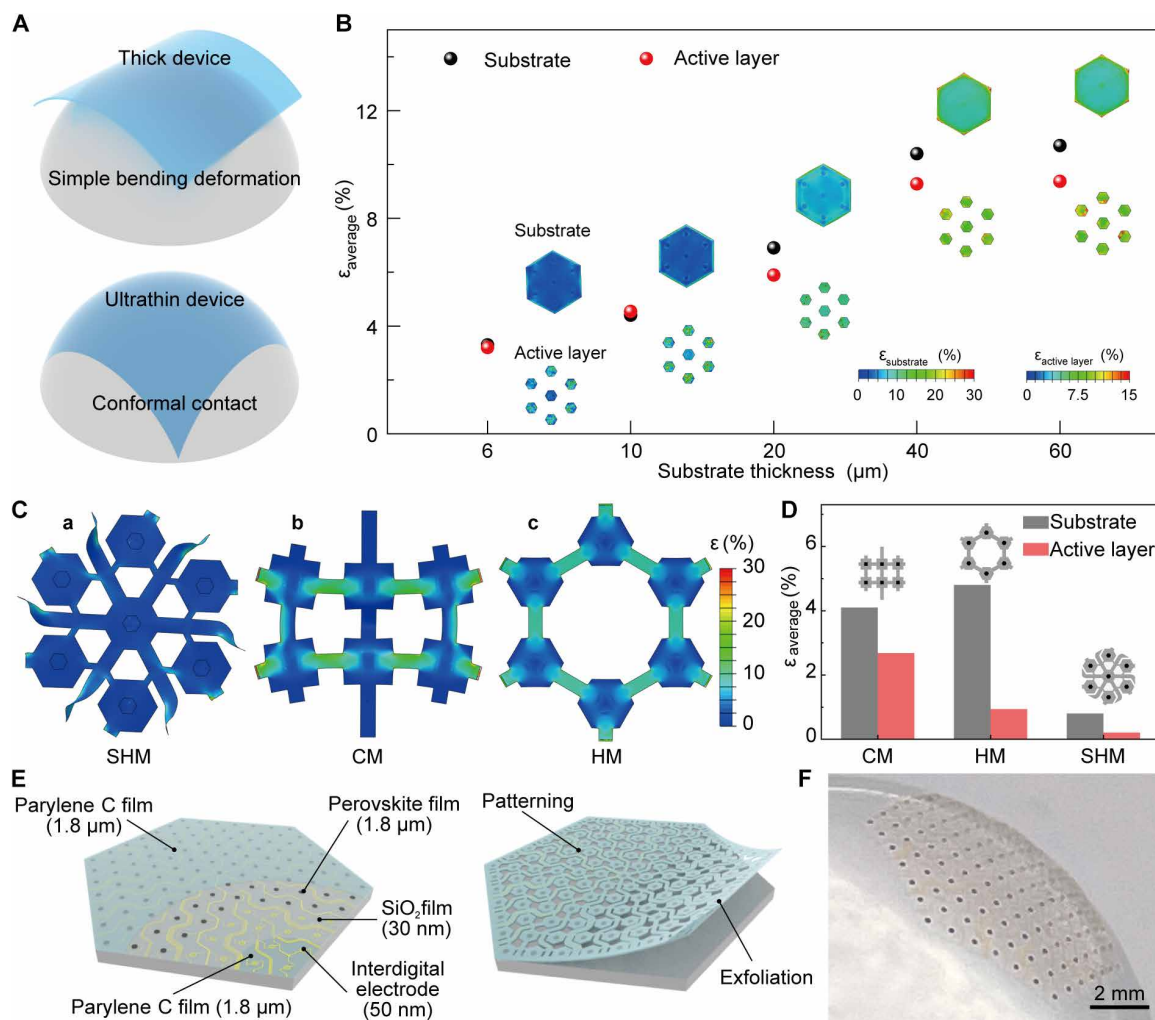 A
Thick device
Simple bending deformation
Ultrathin device
Conformal contact
B
Substrate
Active layer
12
8
4
0
ε_average (%)
Substrate
Active layer
ε_substrate (%)
0 10 20 30
ε_active layer (%)
0 7.5 15
6 10 20 40 60
Substrate thickness (μm)
C
a
b
c
ε (%)
30
20
10
0
SHM
CM
HM
D
Substrate
Active layer
6
4
2
0
ε_average (%)
CM HM SHM
E
Parylene C film
(1.8 μm)
Perovskite film
(1.8 μm)
SiO₂ film
(30 nm)
Interdigital
electrode
(50 nm)
Parylene C film (1.8 μm)
Patterning
Exfoliation
F
2 mm